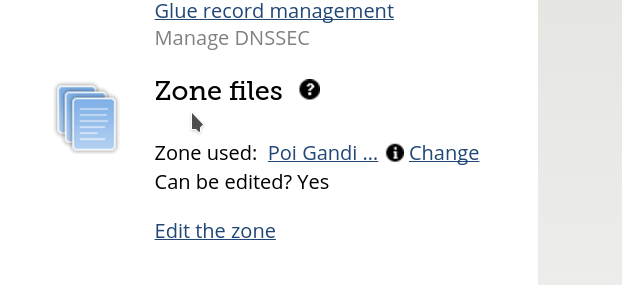 Glue record management
Manage DNSSEC
Zone files ?
Zone used: Poi Gandi ... i Change
Can be edited? Yes
Edit the zone